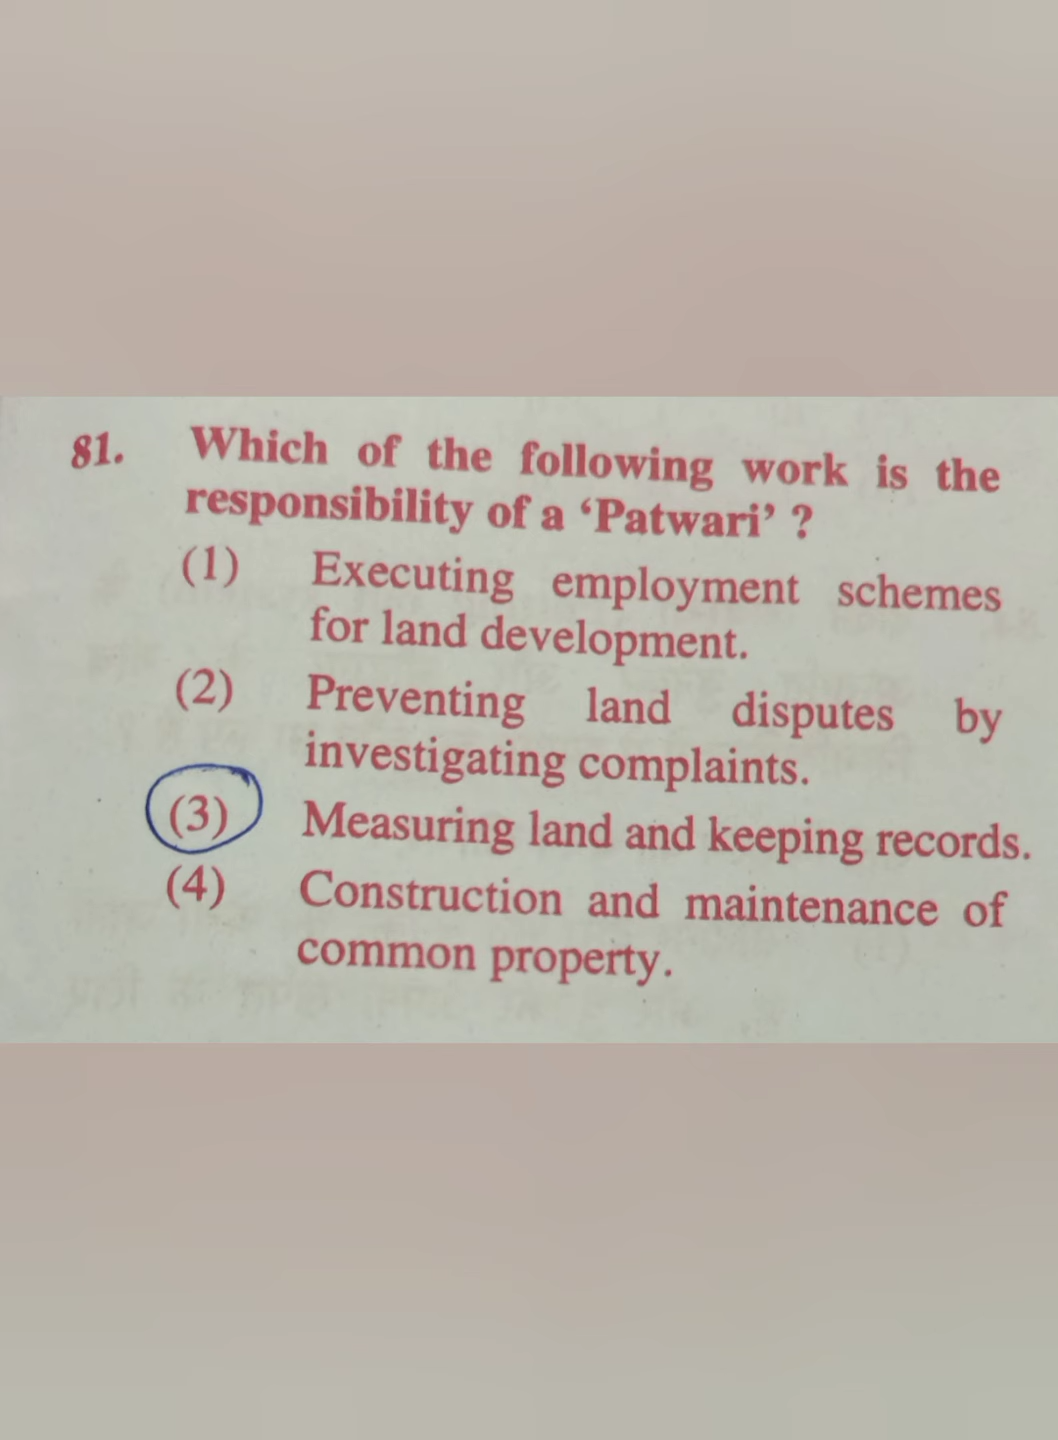 81. Which of the following work is the
responsibility of a ‘Patwari’ ?
(1) Executing employment schemes
for land development.
(2) Preventing land disputes by
investigating complaints.
(3) Measuring land and keeping records.
(4) Construction and maintenance of
common property.